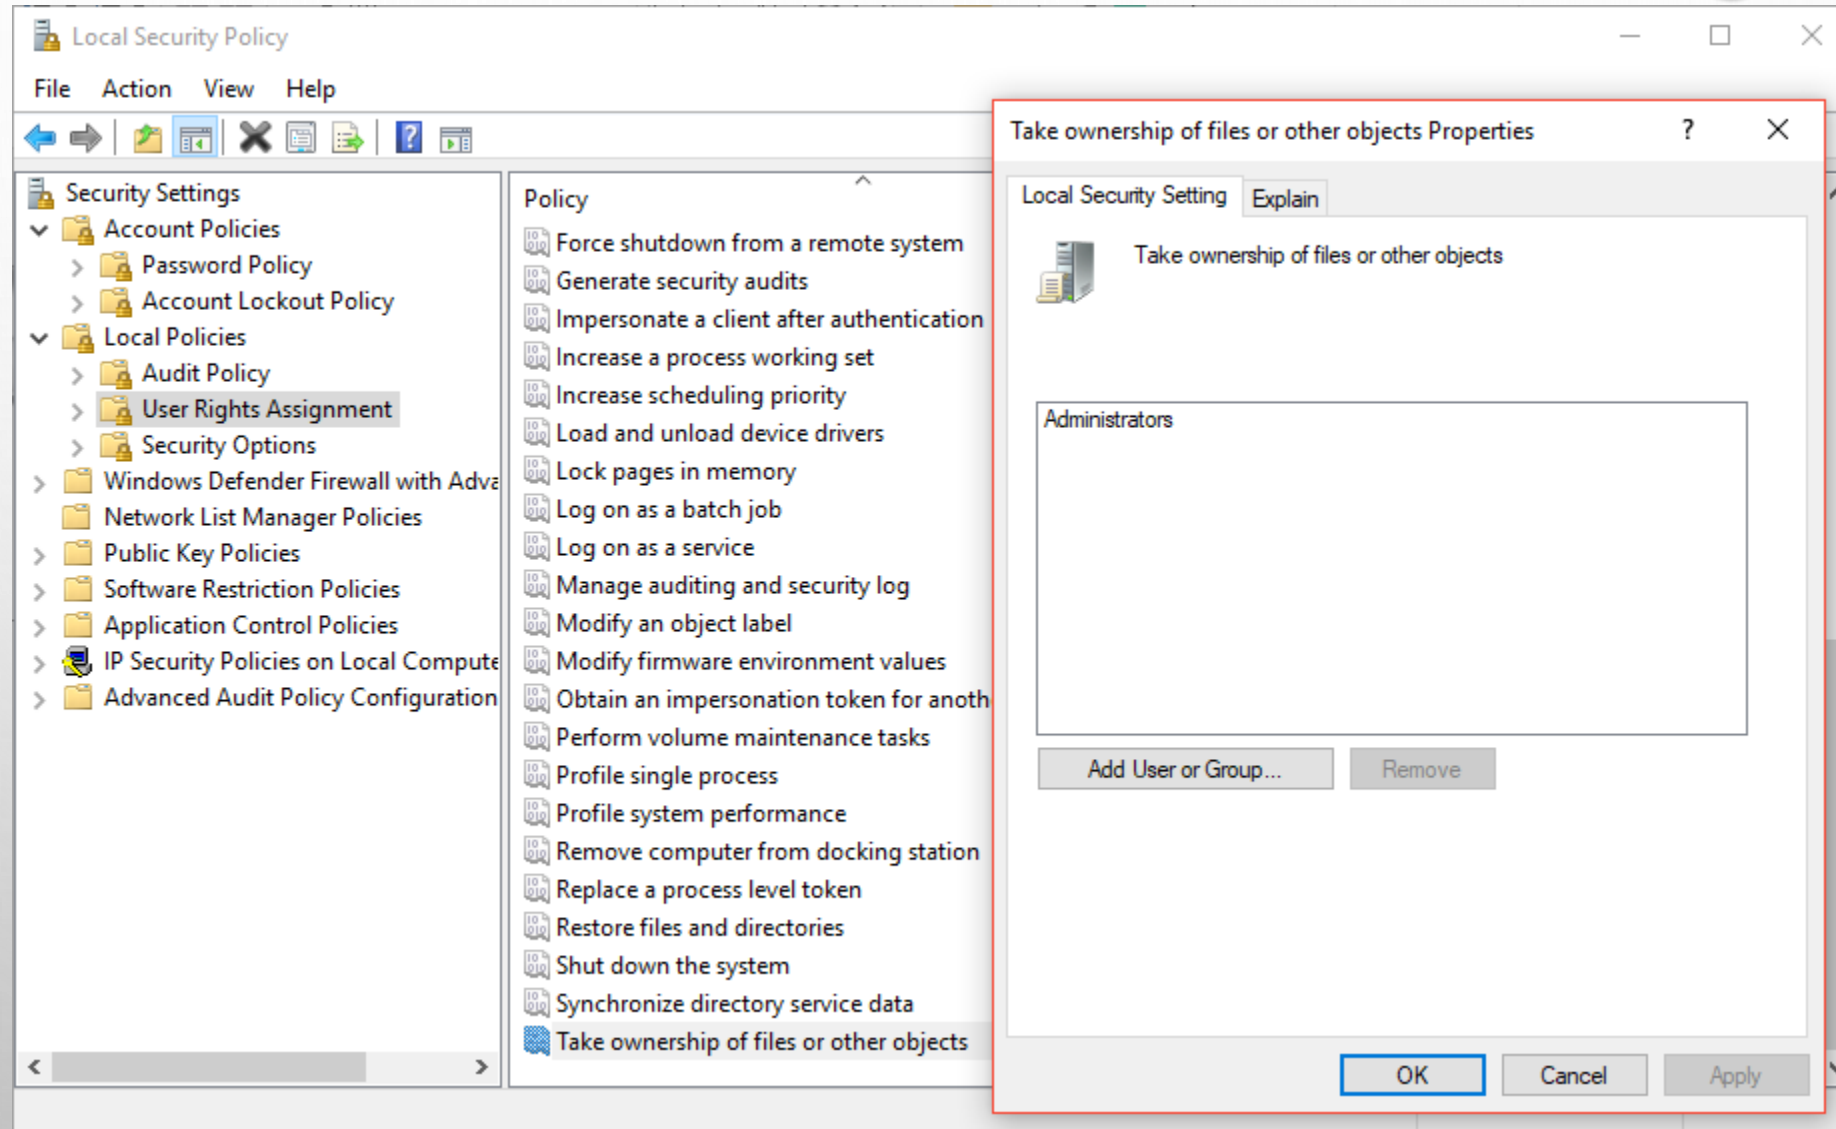 Local Security Policy
File Action View Help
Security Settings
Account Policies
Password Policy
Account Lockout Policy
Local Policies
Audit Policy
User Rights Assignment
Security Options
Windows Defender Firewall with Adva
Network List Manager Policies
Public Key Policies
Software Restriction Policies
Application Control Policies
IP Security Policies on Local Compute
Advanced Audit Policy Configuration
Policy
Force shutdown from a remote system
Generate security audits
Impersonate a client after authentication
Increase a process working set
Increase scheduling priority
Load and unload device drivers
Lock pages in memory
Log on as a batch job
Log on as a service
Manage auditing and security log
Modify an object label
Modify firmware environment values
Obtain an impersonation token for anoth
Perform volume maintenance tasks
Profile single process
Profile system performance
Remove computer from docking station
Replace a process level token
Restore files and directories
Shut down the system
Synchronize directory service data
Take ownership of files or other objects
Take ownership of files or other objects Properties ?
Local Security Setting Explain
Take ownership of files or other objects
Administrators
Add User or Group... Remove
OK Cancel Apply